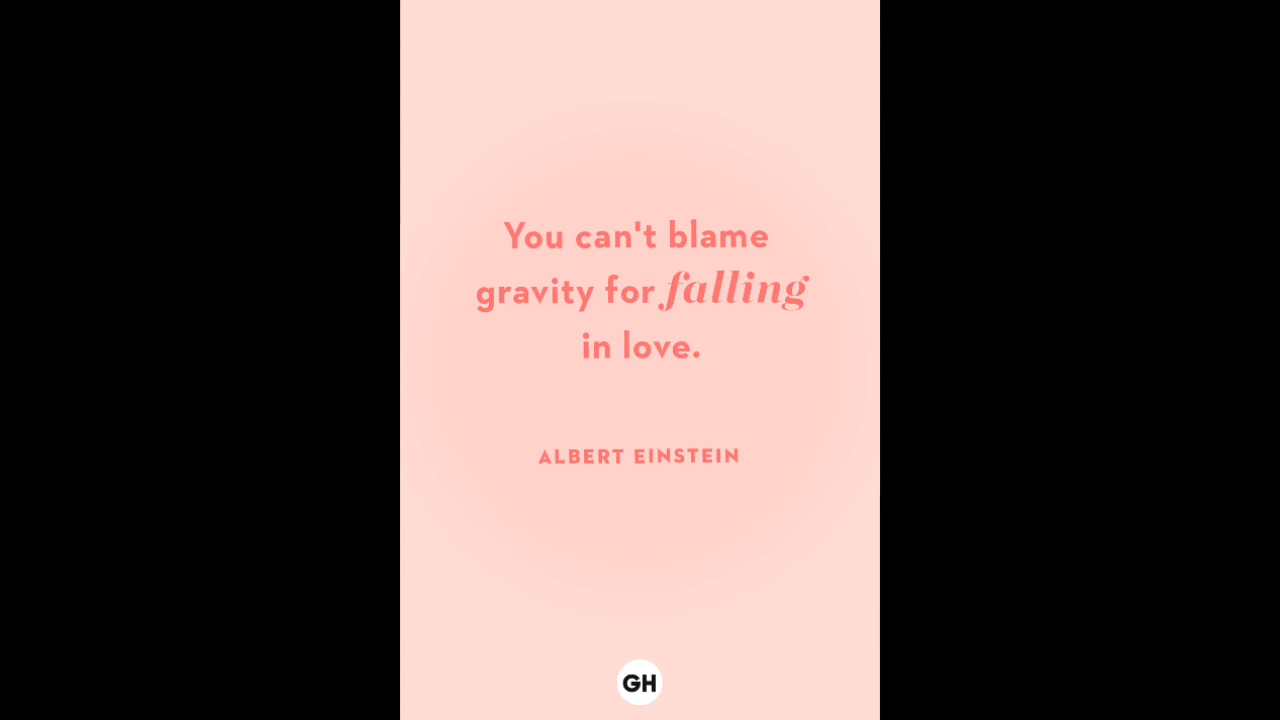 You can't blame
gravity for falling
in love.
ALBERT EINSTEIN
GH